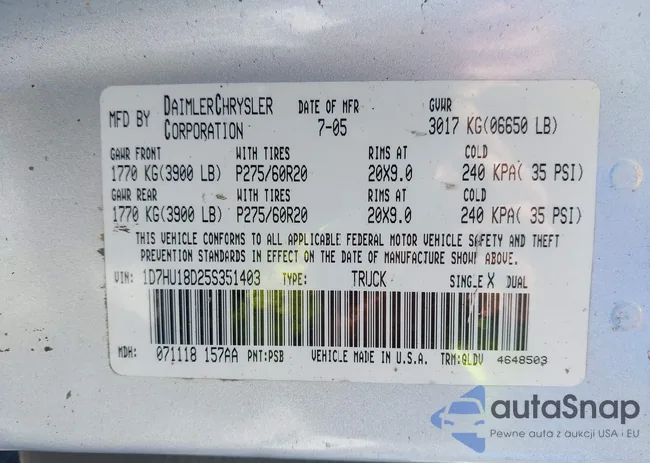 MFD BY DAIMLERCHRYSLER CORPORATION DATE OF MFR 7-05 GVWR 3017 KG(06650 LB)
GAWR FRONT WITH TIRES RIMS AT COLD
1770 KG(3900 LB) P275/60R20 20X9.0 240 KPA( 35 PSI)
GAWR REAR WITH TIRES RIMS AT COLD
1770 KG(3900 LB) P275/60R20 20X9.0 240 KPA( 35 PSI)
THIS VEHICLE CONFORMS TO ALL APPLICABLE FEDERAL MOTOR VEHICLE SAFETY AND THEFT
PREVENTION STANDARDS IN EFFECT ON THE DATE OF MANUFACTURE SHOWN ABOVE.
VIN: 1D7HU18D25S351403 TYPE: TRUCK SINGLE X DUAL
MDH: 071118 157AA PNT:PSB VEHICLE MADE IN U.S.A. TRM:QLDV 4648503
autoSnap
Pewne auta z aukcji USA i EU